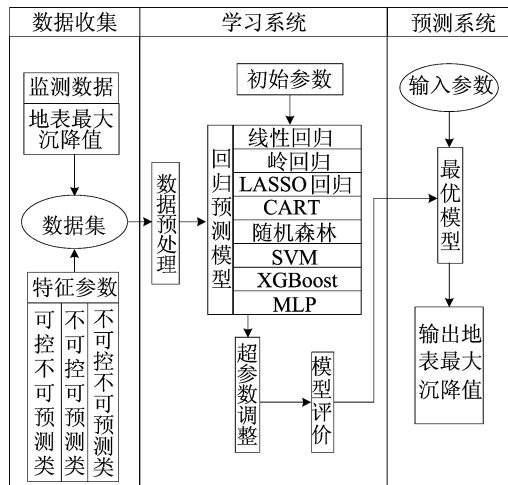 数据收集
监测数据
地表最大
沉降值
数据集
特征参数
可控不可预测类
不可控可预测类
不可控不可预测类
学习系统
初始参数
数据预处理
回归预测模型
线性回归
岭回归
LASSO回归
CART
随机森林
SVM
XGBoost
MLP
超参数调整
模型评价
预测系统
输入参数
最优模型
输出地
表最大
沉降值